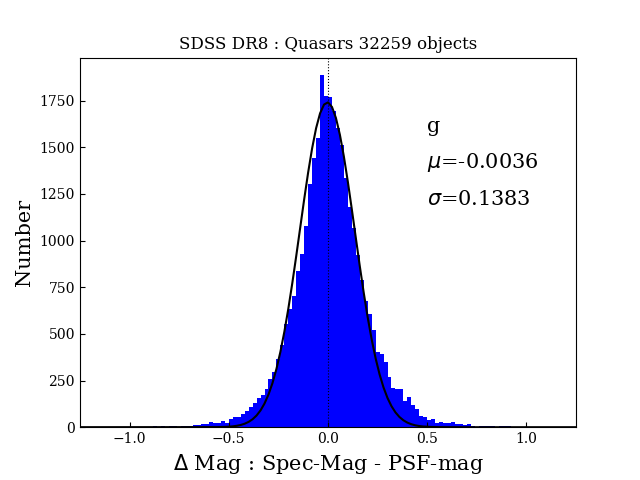 SDSS DR8 : Quasars 32259 objects
1750
1500
1250
1000
750
500
250
0
Number
g
μ=-0.0036
σ=0.1383
−1.0
−0.5
0.0
0.5
1.0
Δ Mag : Spec-Mag - PSF-mag